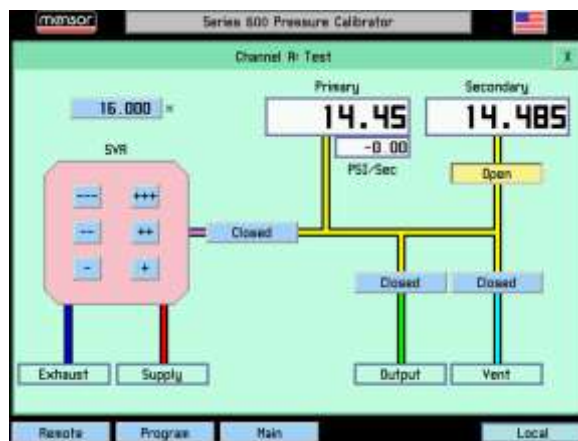 mensor
Series 600 Pressure Calibrator
Channel A: Test
X
Primary
Secondary
16.000
14.45
14.485
-0.00
PSI/Sec
SVR
Open
--- +++
-- ++
- +
Closed
Closed
Closed
Exhaust
Supply
Output
Vent
Remote
Program
Main
Local